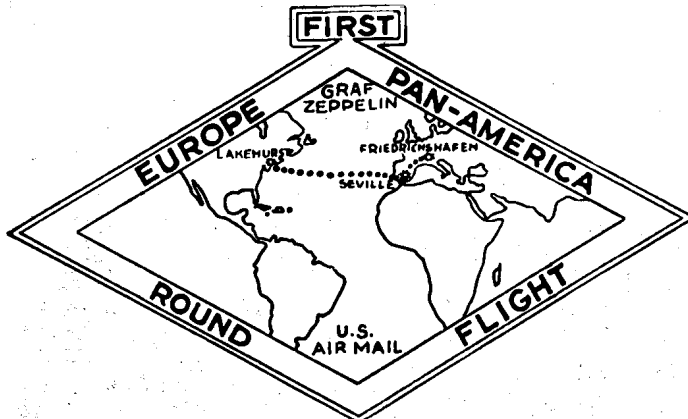 FIRST
EUROPE
PAN-AMERICA
GRAF
ZEPPELIN
LAKEHURST
FRIEDRICHSHAFEN
SEVILLE
ROUND
FLIGHT
U.S.
AIR MAIL